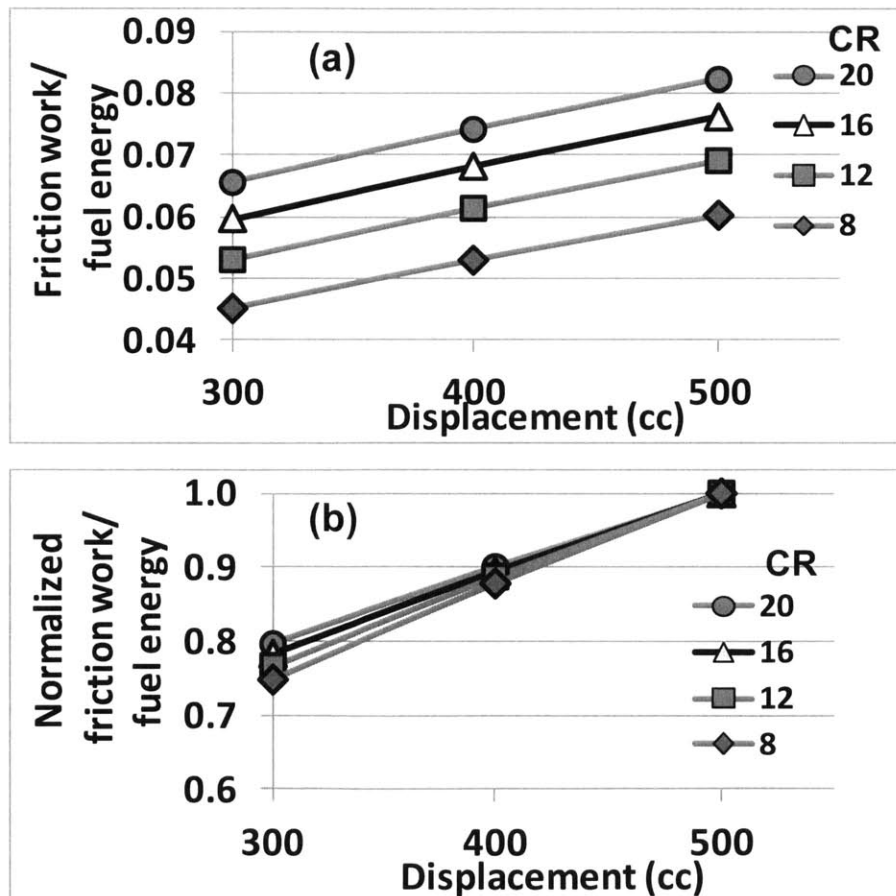 (a)
CR
20
16
12
8
Friction work/
fuel energy
0.09
0.08
0.07
0.06
0.05
0.04
300 400 500
Displacement (cc)
(b)
CR
20
16
12
8
Normalized
friction work/
fuel energy
1.0
0.9
0.8
0.7
0.6
300 400 500
Displacement (cc)